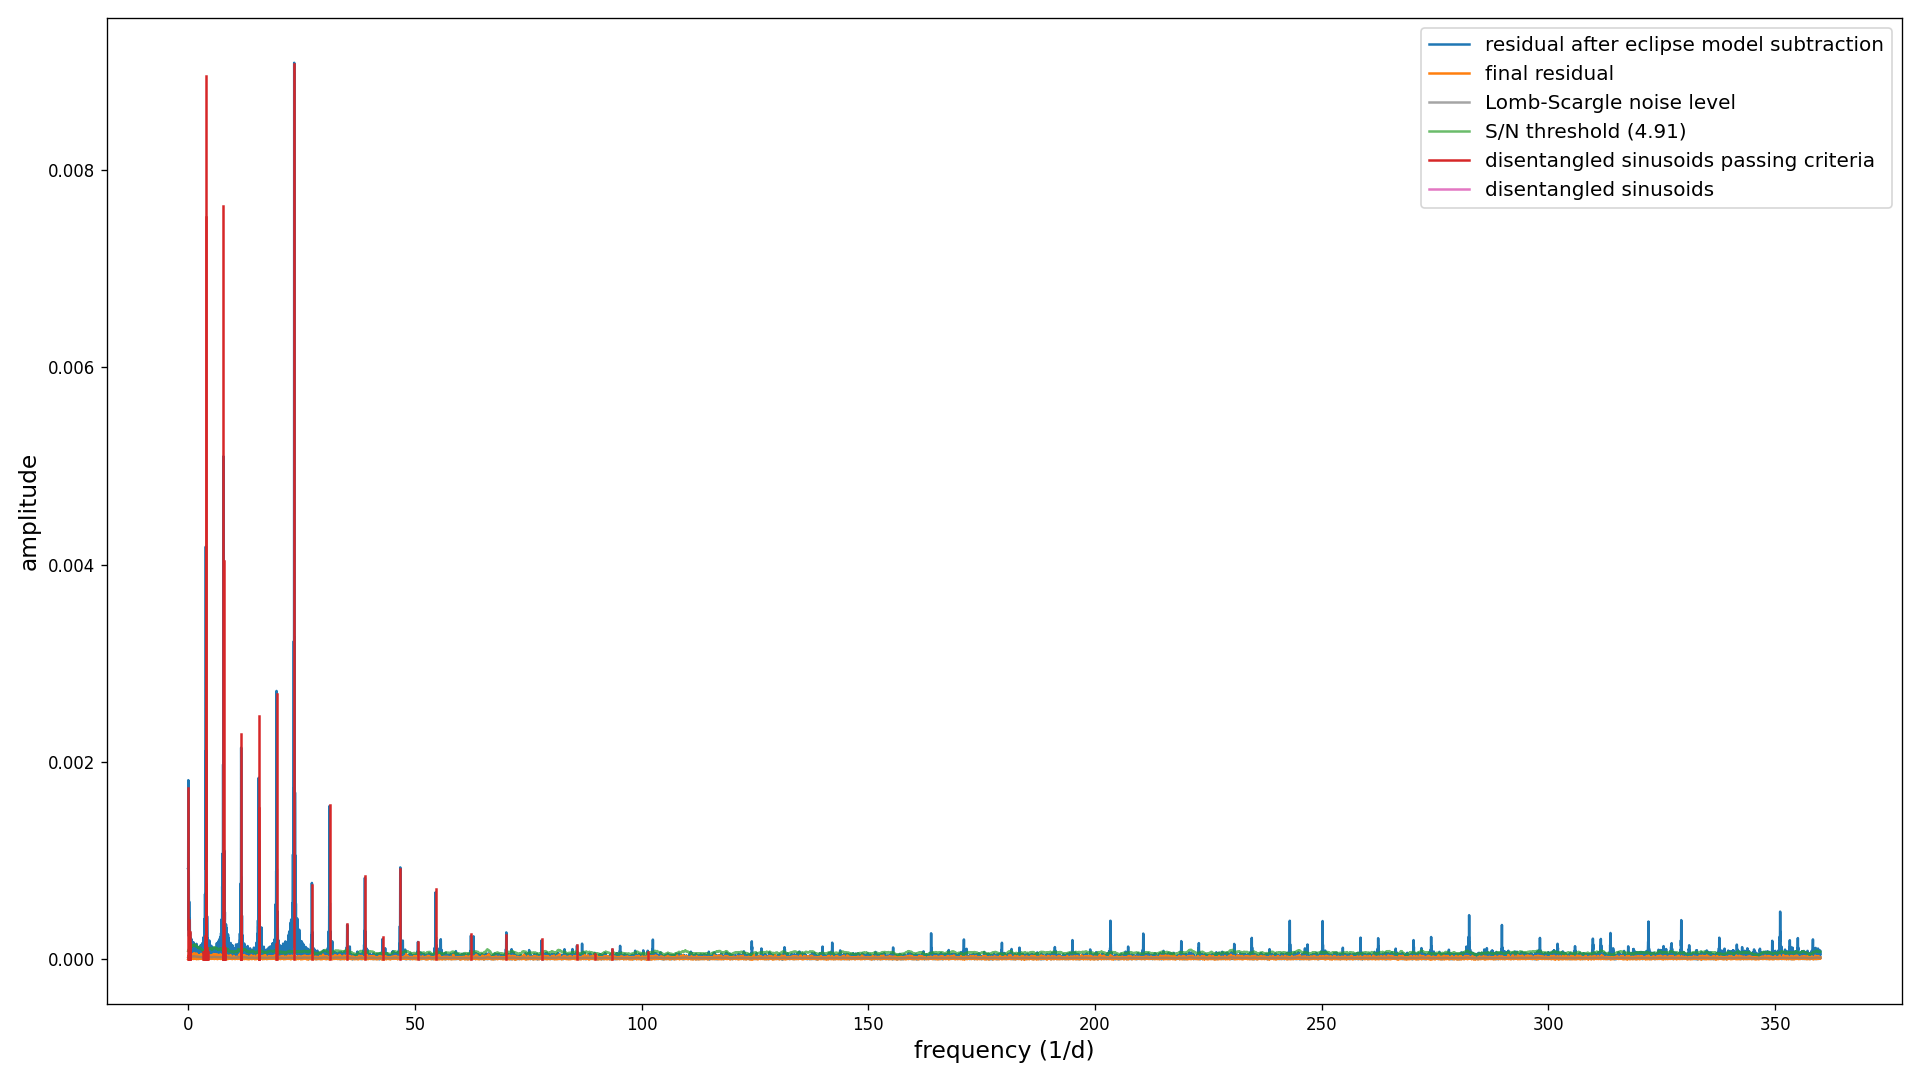 residual after eclipse model subtraction
final residual
Lomb-Scargle noise level
S/N threshold (4.91)
disentangled sinusoids passing criteria
disentangled sinusoids
0.008
0.006
0.004
0.002
0.000
amplitude
0 50 100 150 200 250 300 350
frequency (1/d)